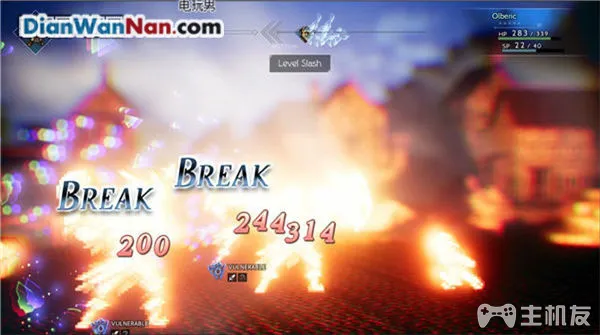 电玩男
DianWanNan.com
Olberic
HP 283/339
SP 22/40
Level Slash
BREAK
BREAK
200
244
314
VULNERABLE
VULNERABLE
主机友